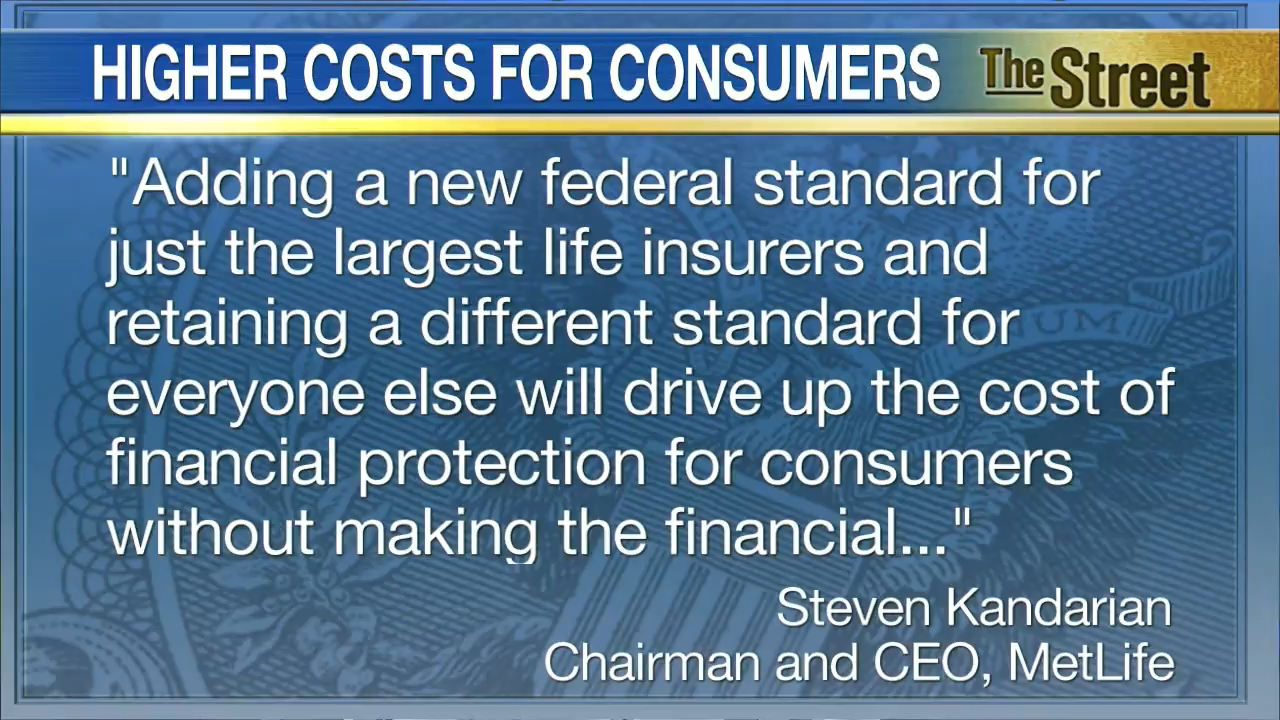 HIGHER COSTS FOR CONSUMERS
The Street
"Adding a new federal standard for
just the largest life insurers and
retaining a different standard for
everyone else will drive up the cost of
financial protection for consumers
without making the financial..."
Steven Kandarian
Chairman and CEO, MetLife
UM